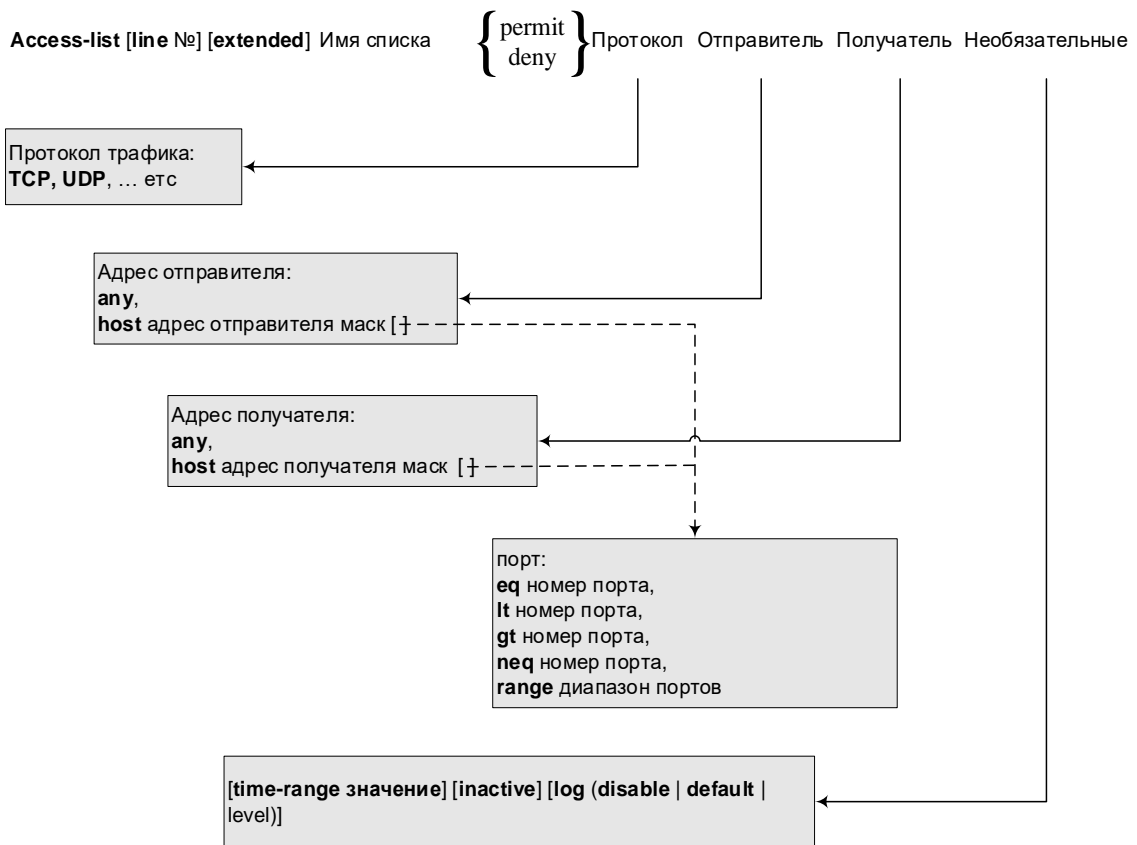 Access-list [line №] [extended] Имя списка { permit deny } Протокол Отправитель Получатель Необязательные
Протокол трафика:
TCP, UDP, … етс
Адрес отправителя:
any,
host адрес отправителя маск [ ]
Адрес получателя:
any,
host адрес получателя маск [ ]
порт:
eq номер порта,
lt номер порта,
gt номер порта,
neq номер порта,
range диапазон портов
[time-range значение] [inactive] [log (disable | default |
level)]